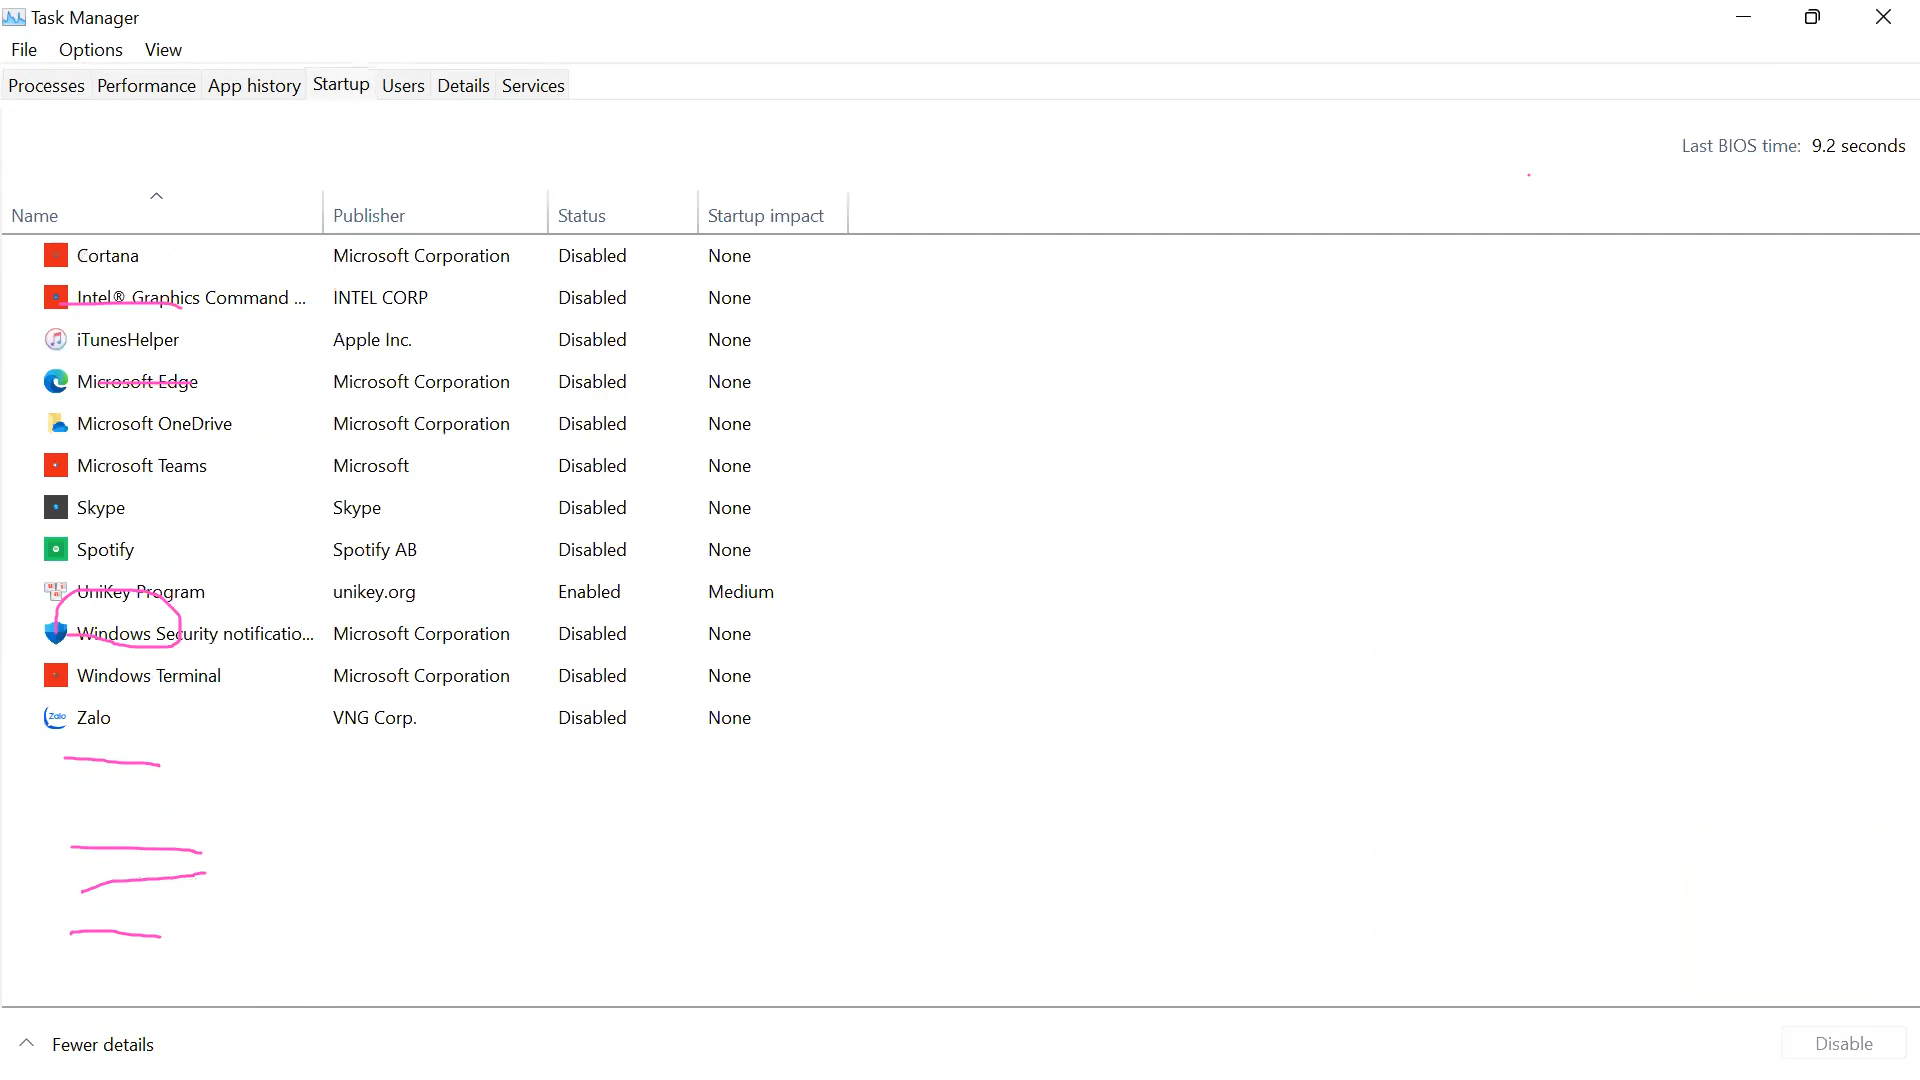 Task Manager
File Options View
Processes Performance App history Startup Users Details Services
Last BIOS time: 9.2 seconds
Name Publisher Status Startup impact
Cortana Microsoft Corporation Disabled None
Intel® Graphics Command ... INTEL CORP Disabled None
iTunesHelper Apple Inc. Disabled None
Microsoft Edge Microsoft Corporation Disabled None
Microsoft OneDrive Microsoft Corporation Disabled None
Microsoft Teams Microsoft Disabled None
Skype Skype Disabled None
Spotify Spotify AB Disabled None
UniKey Program unikey.org Enabled Medium
Windows Security notificatio... Microsoft Corporation Disabled None
Windows Terminal Microsoft Corporation Disabled None
Zalo Zalo VNG Corp. Disabled None
Fewer details Disable